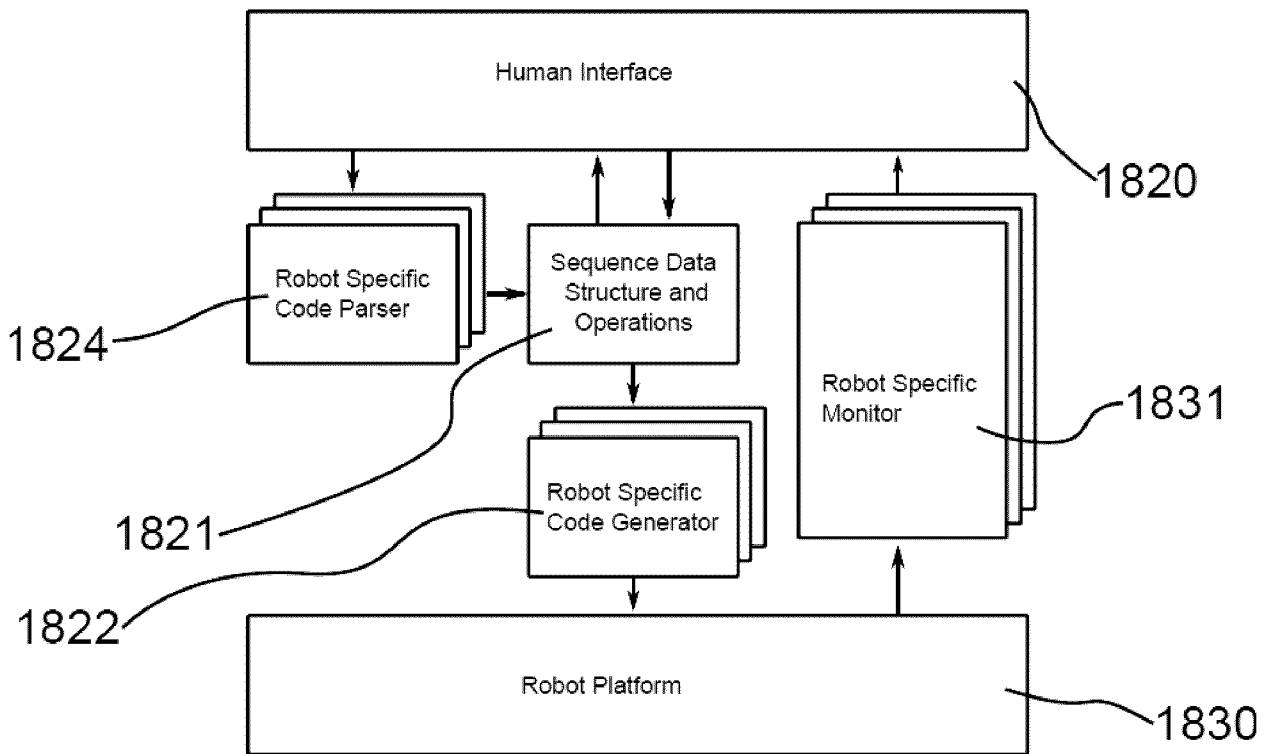 Human Interface
1820
Robot Specific
Code Parser
Sequence Data
Structure and
Operations
1824
Robot Specific
Monitor
1831
Robot Specific
Code Generator
1821
1822
Robot Platform
1830